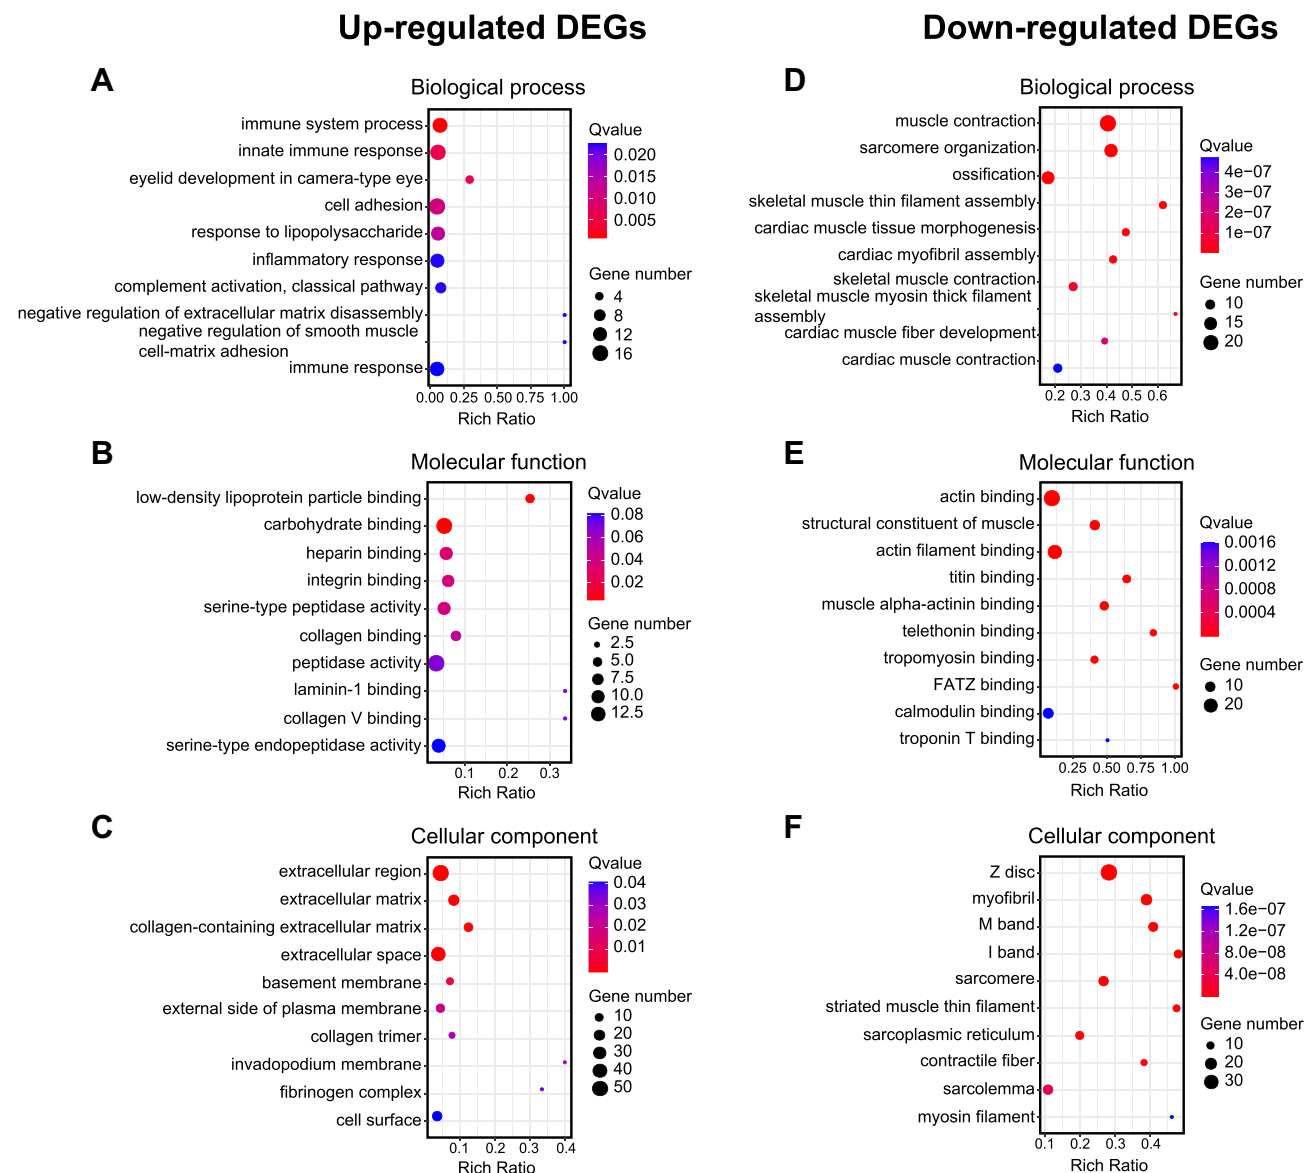 Up-regulated DEGs
Down-regulated DEGs
A
Biological process
immune system process
innate immune response
eyelid development in camera-type eye
cell adhesion
response to lipopolysaccharide
inflammatory response
complement activation, classical pathway
negative regulation of extracellular matrix disassembly
negative regulation of smooth muscle
cell-matrix adhesion
immune response
0.00 0.25 0.50 0.75 1.00
Rich Ratio
Qvalue
0.020
0.015
0.010
0.005
Gene number
4
8
12
16
D
Biological process
muscle contraction
sarcomere organization
ossification
skeletal muscle thin filament assembly
cardiac muscle tissue morphogenesis
cardiac myofibril assembly
skeletal muscle contraction
skeletal muscle myosin thick filament
assembly
cardiac muscle fiber development
cardiac muscle contraction
0.2 0.3 0.4 0.5 0.6
Rich Ratio
Qvalue
4e−07
3e−07
2e−07
1e−07
Gene number
10
15
20
B
Molecular function
low-density lipoprotein particle binding
carbohydrate binding
heparin binding
integrin binding
serine-type peptidase activity
collagen binding
peptidase activity
laminin-1 binding
collagen V binding
serine-type endopeptidase activity
0.1 0.2 0.3
Rich Ratio
Qvalue
0.08
0.06
0.04
0.02
Gene number
2.5
5.0
7.5
10.0
12.5
E
Molecular function
actin binding
structural constituent of muscle
actin filament binding
titin binding
muscle alpha-actinin binding
telethonin binding
tropomyosin binding
FATZ binding
calmodulin binding
troponin T binding
0.25 0.50 0.75 1.00
Rich Ratio
Qvalue
0.0016
0.0012
0.0008
0.0004
Gene number
10
20
C
Cellular component
extracellular region
extracellular matrix
collagen-containing extracellular matrix
extracellular space
basement membrane
external side of plasma membrane
collagen trimer
invadopodium membrane
fibrinogen complex
cell surface
0.1 0.2 0.3 0.4
Rich Ratio
Qvalue
0.04
0.03
0.02
0.01
Gene number
10
20
30
40
50
F
Cellular component
Z disc
myofibril
M band
I band
sarcomere
striated muscle thin filament
sarcoplasmic reticulum
contractile fiber
sarcolemma
myosin filament
0.1 0.2 0.3 0.4
Rich Ratio
Qvalue
1.6e−07
1.2e−07
8.0e−08
4.0e−08
Gene number
10
20
30